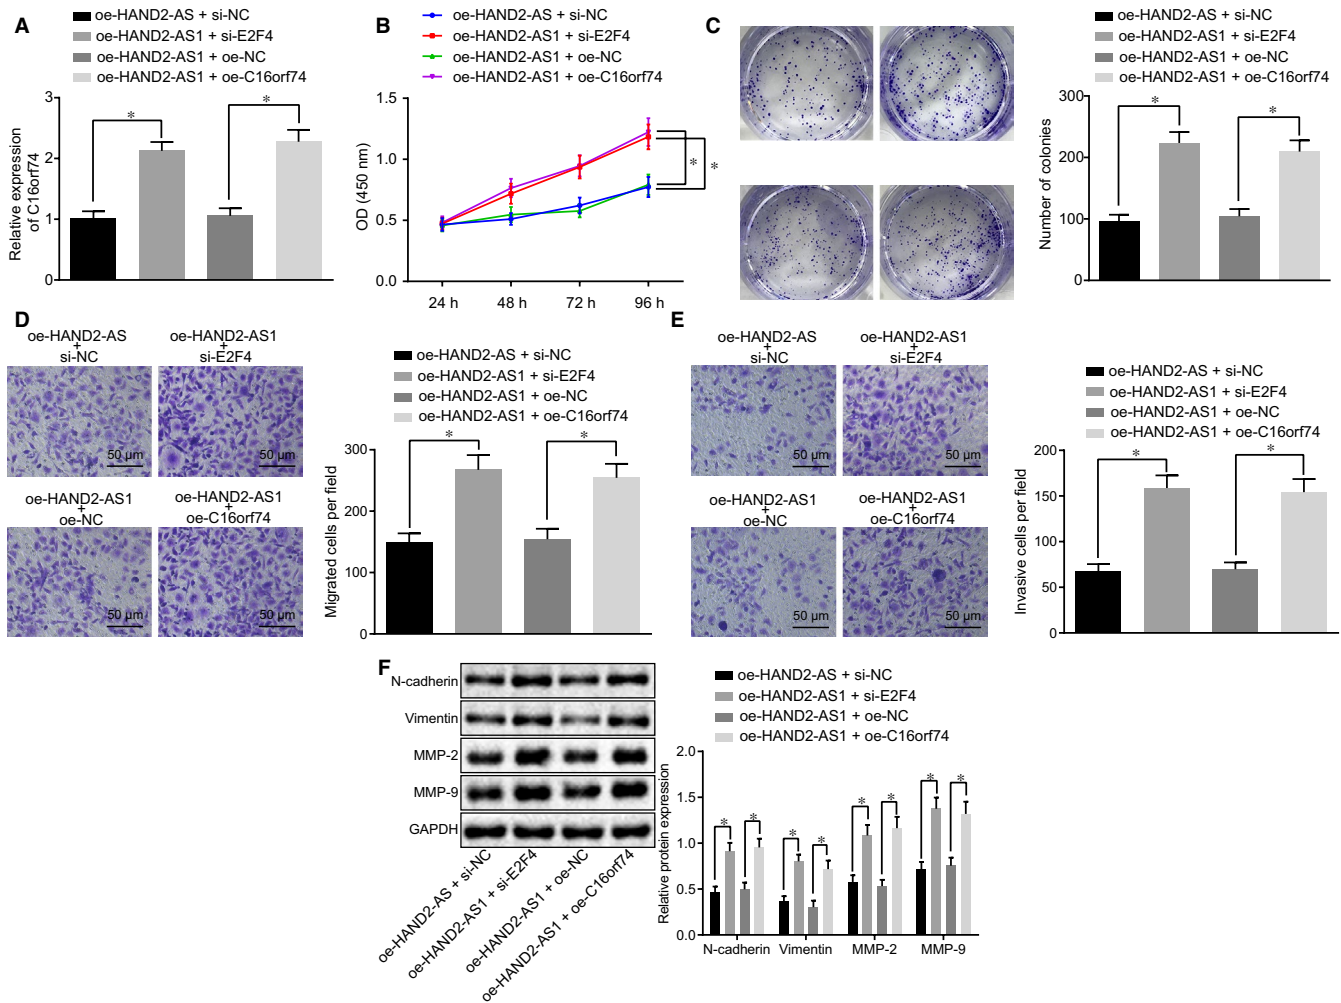 A
oe-HAND2-AS + si-NC
oe-HAND2-AS1 + si-E2F4
oe-HAND2-AS1 + oe-NC
oe-HAND2-AS1 + oe-C16orf74
Relative expression
of C16orf74
3
2
1
0
*
*
B
oe-HAND2-AS + si-NC
oe-HAND2-AS1 + si-E2F4
oe-HAND2-AS1 + oe-NC
oe-HAND2-AS1 + oe-C16orf74
OD (450 nm)
1.5
1.0
0.5
0.0
24 h
48 h
72 h
96 h
*
*
C
oe-HAND2-AS + si-NC
oe-HAND2-AS1 + si-E2F4
oe-HAND2-AS1 + oe-NC
oe-HAND2-AS1 + oe-C16orf74
Number of colonies
300
200
100
0
*
*
D
oe-HAND2-AS
+
si-NC
oe-HAND2-AS1
+
si-E2F4
50 µm
50 µm
oe-HAND2-AS1
+
oe-NC
oe-HAND2-AS1
+
oe-C16orf74
50 µm
50 µm
oe-HAND2-AS + si-NC
oe-HAND2-AS1 + si-E2F4
oe-HAND2-AS1 + oe-NC
oe-HAND2-AS1 + oe-C16orf74
Migrated cells per field
300
200
100
0
*
*
E
oe-HAND2-AS
+
si-NC
oe-HAND2-AS1
+
si-E2F4
50 µm
50 µm
oe-HAND2-AS1
+
oe-NC
oe-HAND2-AS1
+
oe-C16orf74
50 µm
50 µm
oe-HAND2-AS + si-NC
oe-HAND2-AS1 + si-E2F4
oe-HAND2-AS1 + oe-NC
oe-HAND2-AS1 + oe-C16orf74
Invasive cells per field
200
150
100
50
0
*
*
F
N-cadherin
Vimentin
MMP-2
MMP-9
GAPDH
oe-HAND2-AS + si-NC
oe-HAND2-AS1 + si-E2F4
oe-HAND2-AS1 + oe-NC
oe-HAND2-AS1 + oe-C16orf74
oe-HAND2-AS + si-NC
oe-HAND2-AS1 + si-E2F4
oe-HAND2-AS1 + oe-NC
oe-HAND2-AS1 + oe-C16orf74
Relative protein expression
2.0
1.5
1.0
0.5
0.0
*
*
*
*
*
*
*
*
N-cadherin
Vimentin
MMP-2
MMP-9